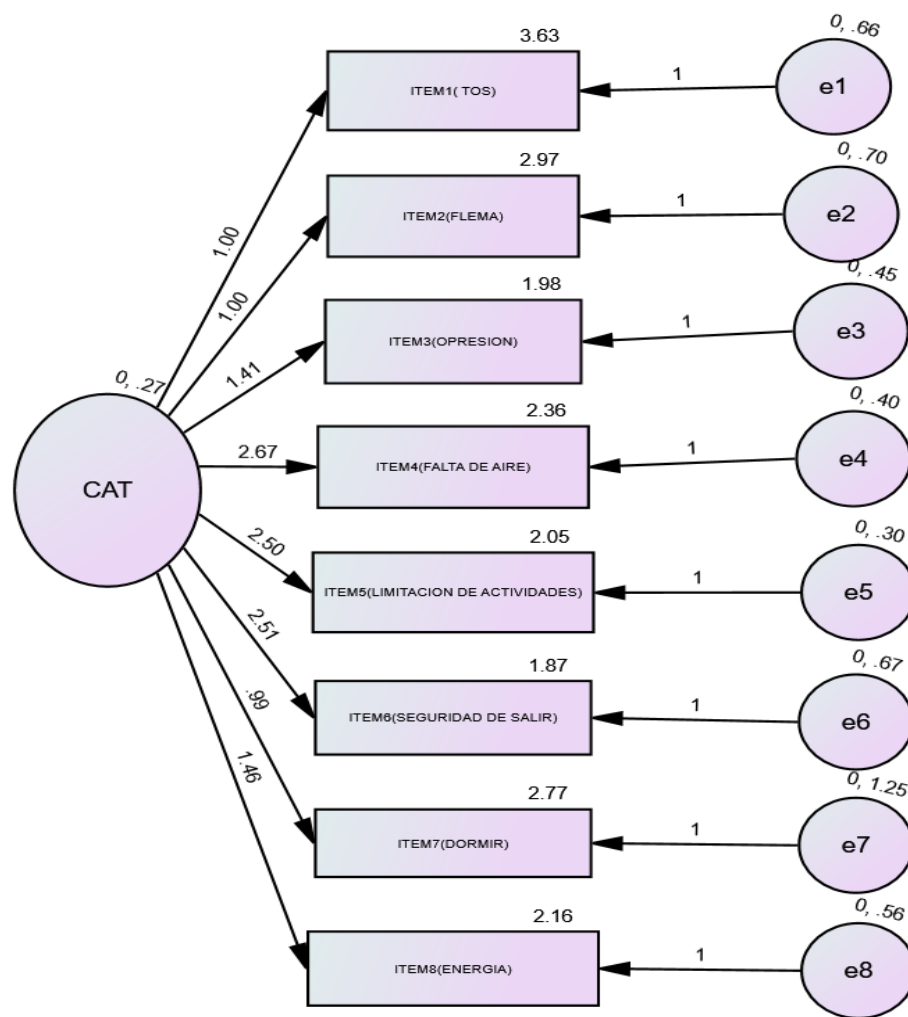 0, .66
3.63
ITEM1( TOS)
1
e1
0, .70
2.97
ITEM2(FLEMA)
1
e2
1.00
0, .45
1.98
ITEM3(OPRESION)
1
e3
1.00
1.41
0, .27
0, .40
2.36
ITEM4(FALTA DE AIRE)
1
e4
2.67
CAT
0, .30
2.05
ITEM5(LIMITACION DE ACTIVIDADES)
1
e5
2.50
2.51
0, .67
1.87
ITEM6(SEGURIDAD DE SALIR)
1
e6
.99
1.46
0, 1.25
2.77
ITEM7(DORMIR)
1
e7
0, .56
2.16
ITEM8(ENERGIA)
1
e8